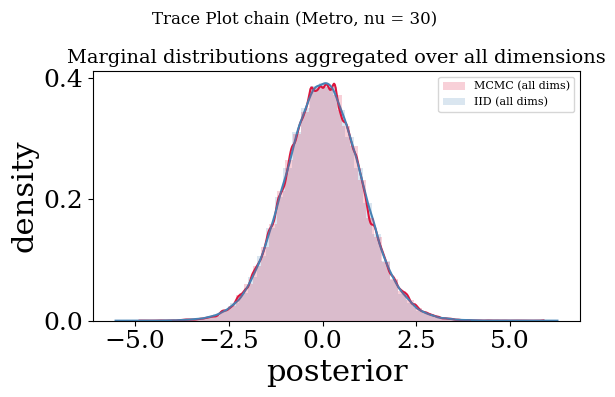 Trace Plot chain (Metro, nu = 30)
Marginal distributions aggregated over all dimensions
MCMC (all dims)
IID (all dims)
density
0.4
0.2
0.0
−5.0 −2.5 0.0 2.5 5.0
posterior